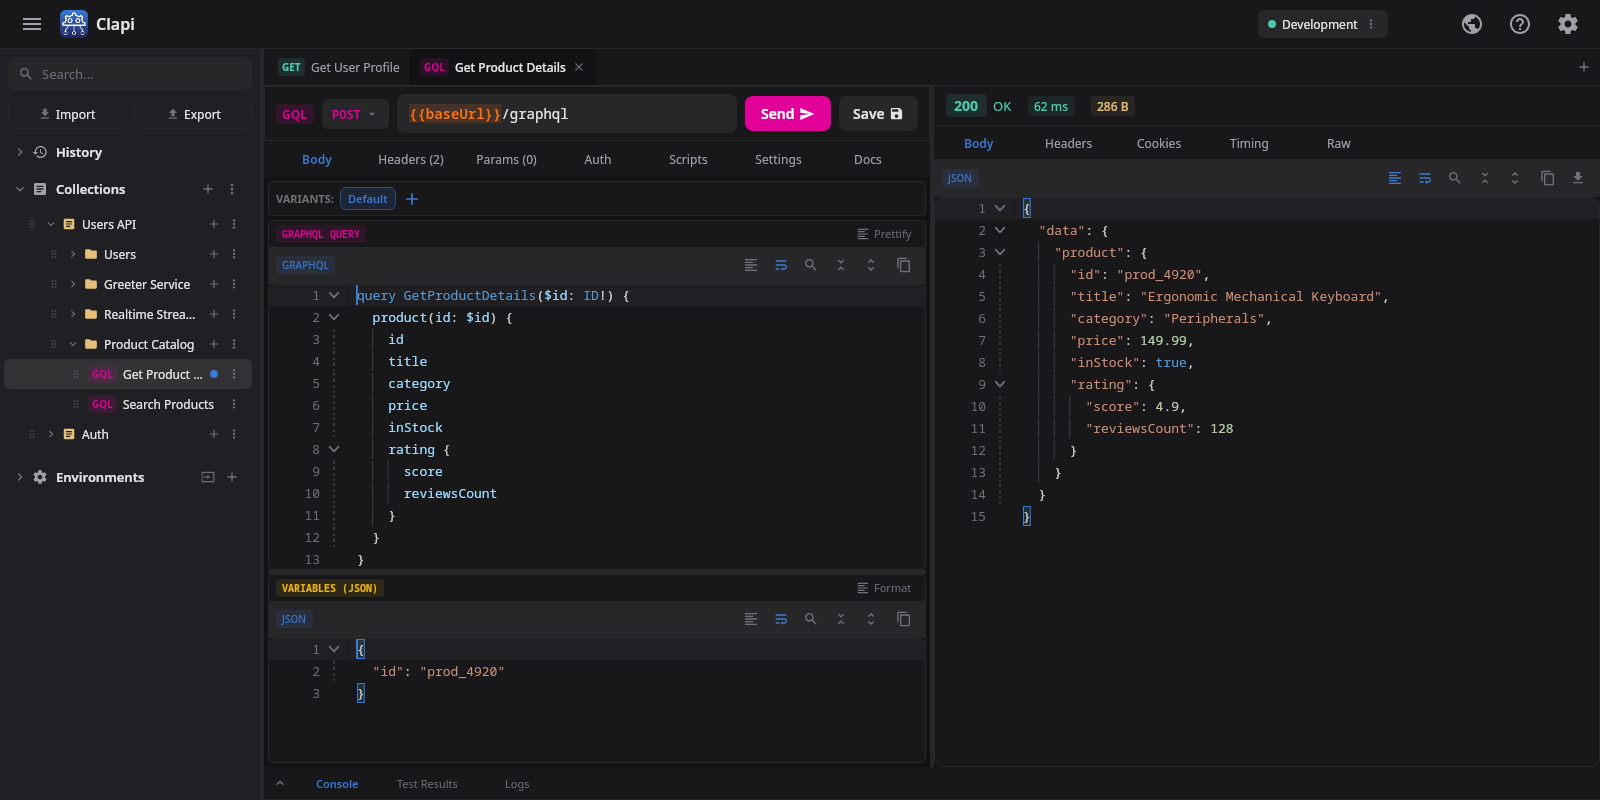 Clapi
Development
Search...
Import
Export
History
Collections
Users API
Users
Greeter Service
Realtime Strea...
Product Catalog
GQL Get Product ...
GQL Search Products
Auth
Environments
GET Get User Profile
GQL Get Product Details
GQL POST {{baseUrl}}/graphql Send Save
Body Headers (2) Params (0) Auth Scripts Settings Docs
VARIANTS: Default
GRAPHQL QUERY Prettify
GRAPHQL
1 query GetProductDetails($id: ID!) {
2 product(id: $id) {
3 id
4 title
5 category
6 price
7 inStock
8 rating {
9 score
10 reviewsCount
11 }
12 }
13 }
VARIABLES (JSON) Format
JSON
1 {
2 "id": "prod_4920"
3 }
200 OK 62 ms 286 B
Body Headers Cookies Timing Raw
JSON
1 {
2 "data": {
3 "product": {
4 "id": "prod_4920",
5 "title": "Ergonomic Mechanical Keyboard",
6 "category": "Peripherals",
7 "price": 149.99,
8 "inStock": true,
9 "rating": {
10 "score": 4.9,
11 "reviewsCount": 128
12 }
13 }
14 }
15 }
Console Test Results Logs